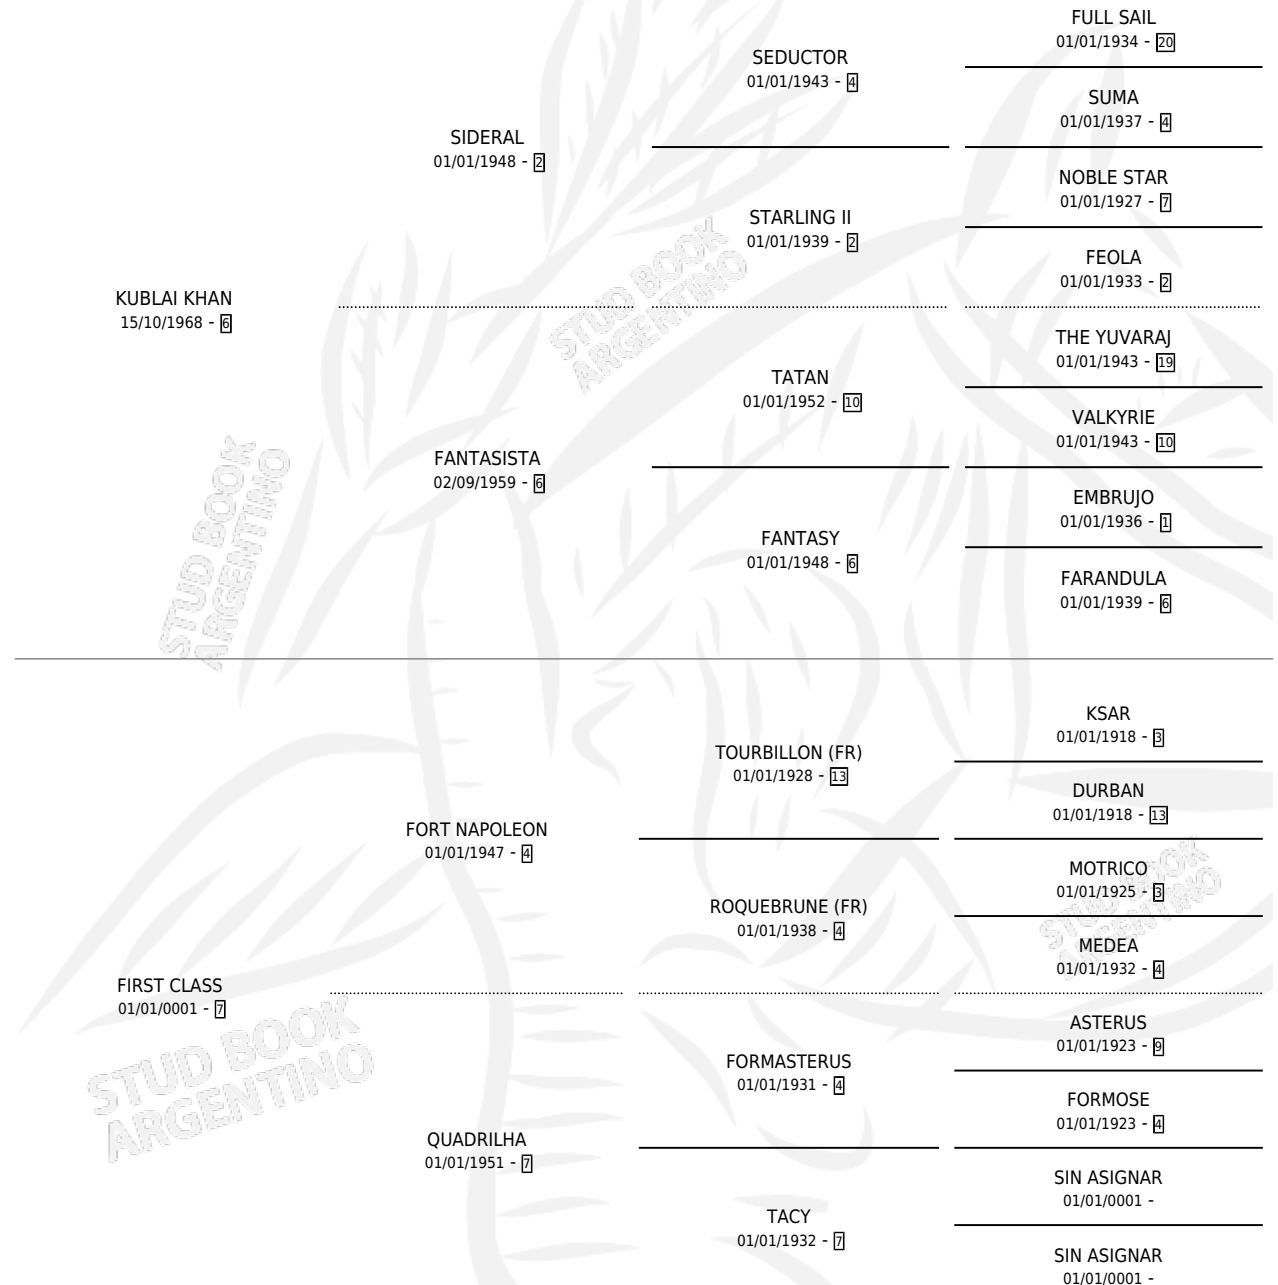 FULL SAIL
01/01/1934 - 20
SEDUCTOR
01/01/1943 - 4
SUMA
01/01/1937 - 4
SIDERAL
01/01/1948 - 2
NOBLE STAR
01/01/1927 - 7
STARLING II
01/01/1939 - 2
FEOLA
01/01/1933 - 2
KUBLAI KHAN
15/10/1968 - 6
THE YUVARAJ
01/01/1943 - 19
TATAN
01/01/1952 - 10
VALKYRIE
01/01/1943 - 10
FANTASISTA
02/09/1959 - 6
EMBRUJO
01/01/1936 - 1
FANTASY
01/01/1948 - 6
FARANDULA
01/01/1939 - 6
STUD BOOK
ARGENTINO
STUD BOOK
ARGENTINO
KSAR
01/01/1918 - 3
TOURBILLON (FR)
01/01/1928 - 13
DURBAN
01/01/1918 - 13
FORT NAPOLEON
01/01/1947 - 4
MOTRICO
01/01/1925 - 3
ROQUEBRUNE (FR)
01/01/1938 - 4
MEDEA
01/01/1932 - 4
FIRST CLASS
01/01/0001 - 7
ASTERUS
01/01/1923 - 9
FORMASTERUS
01/01/1931 - 4
FORMOSE
01/01/1923 - 4
QUADRILHA
01/01/1951 - 7
SIN ASIGNAR
01/01/0001 -
TACY
01/01/1932 - 7
SIN ASIGNAR
01/01/0001 -
STUD BOOK
ARGENTINO
STUD BOOK
ARGENTINO